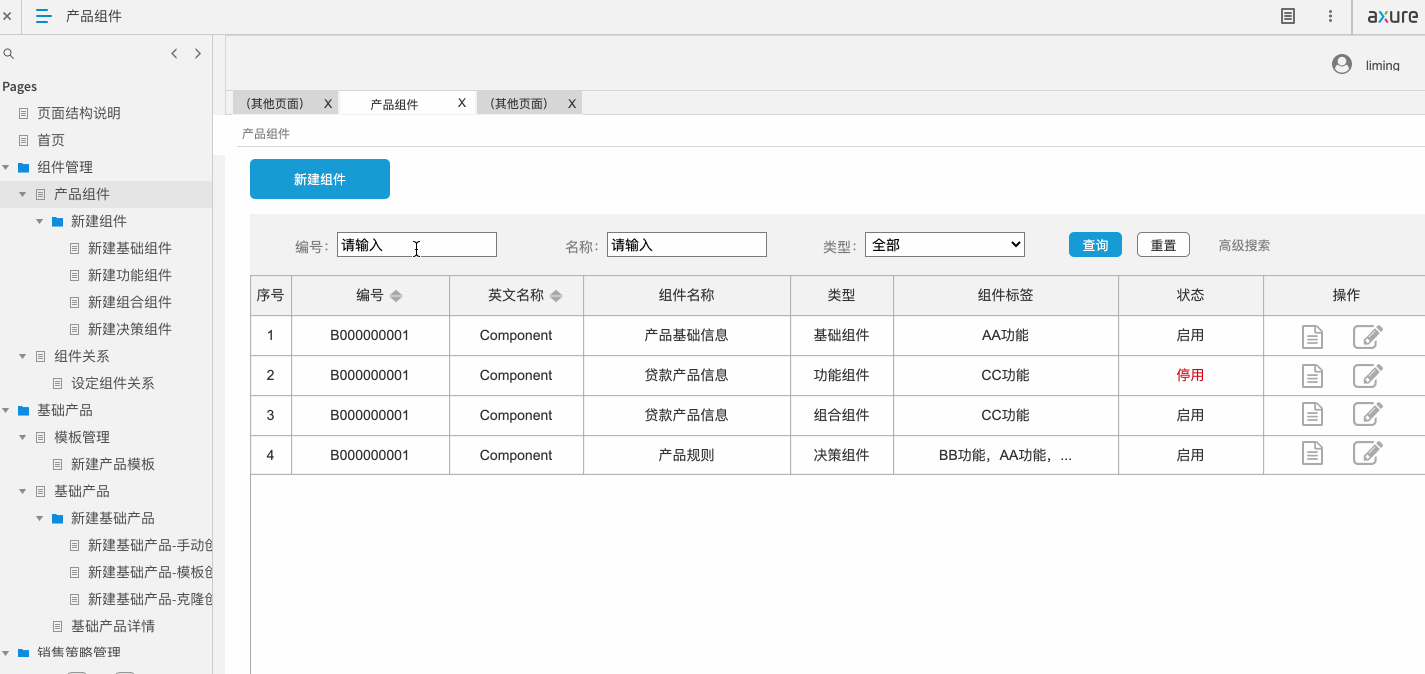 产品组件
axure
liming
Pages
页面结构说明
首页
组件管理
产品组件
新建组件
新建基础组件
新建功能组件
新建组合组件
新建决策组件
组件关系
设定组件关系
基础产品
模板管理
新建产品模板
基础产品
新建基础产品
新建基础产品-手动
新建基础产品-模板
新建基础产品-克隆
基础产品详情
销售策略管理
(其他页面) X 产品组件 X (其他页面) X
产品组件
新建组件
编号: 请输入 名称: 请输入 类型: 全部 查询 重置 高级搜索
序号 编号 英文名称 组件名称 类型 组件标签 状态 操作
1 B000000001 Component 产品基础信息 基础组件 AA功能 启用
2 B000000001 Component 贷款产品信息 功能组件 CC功能 停用
3 B000000001 Component 贷款产品信息 组合组件 CC功能 启用
4 B000000001 Component 产品规则 决策组件 BB功能，AA功能，... 启用